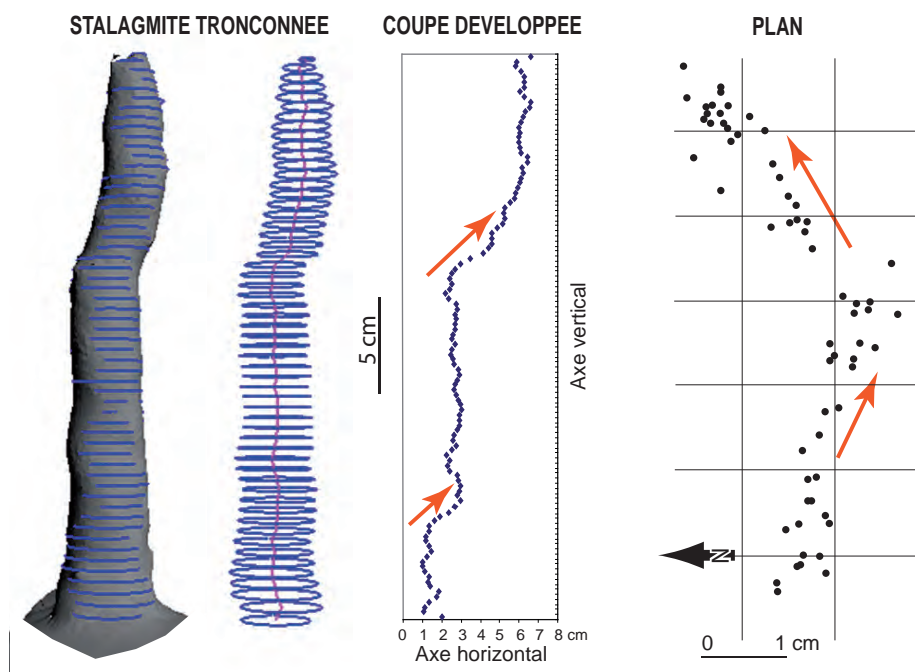 STALAGMITE TRONCONNEE
COUPE DEVELOPPEE
PLAN
5 cm
Axe vertical
N
0 1 2 3 4 5 6 7 8 cm
Axe horizontal
0 1 cm